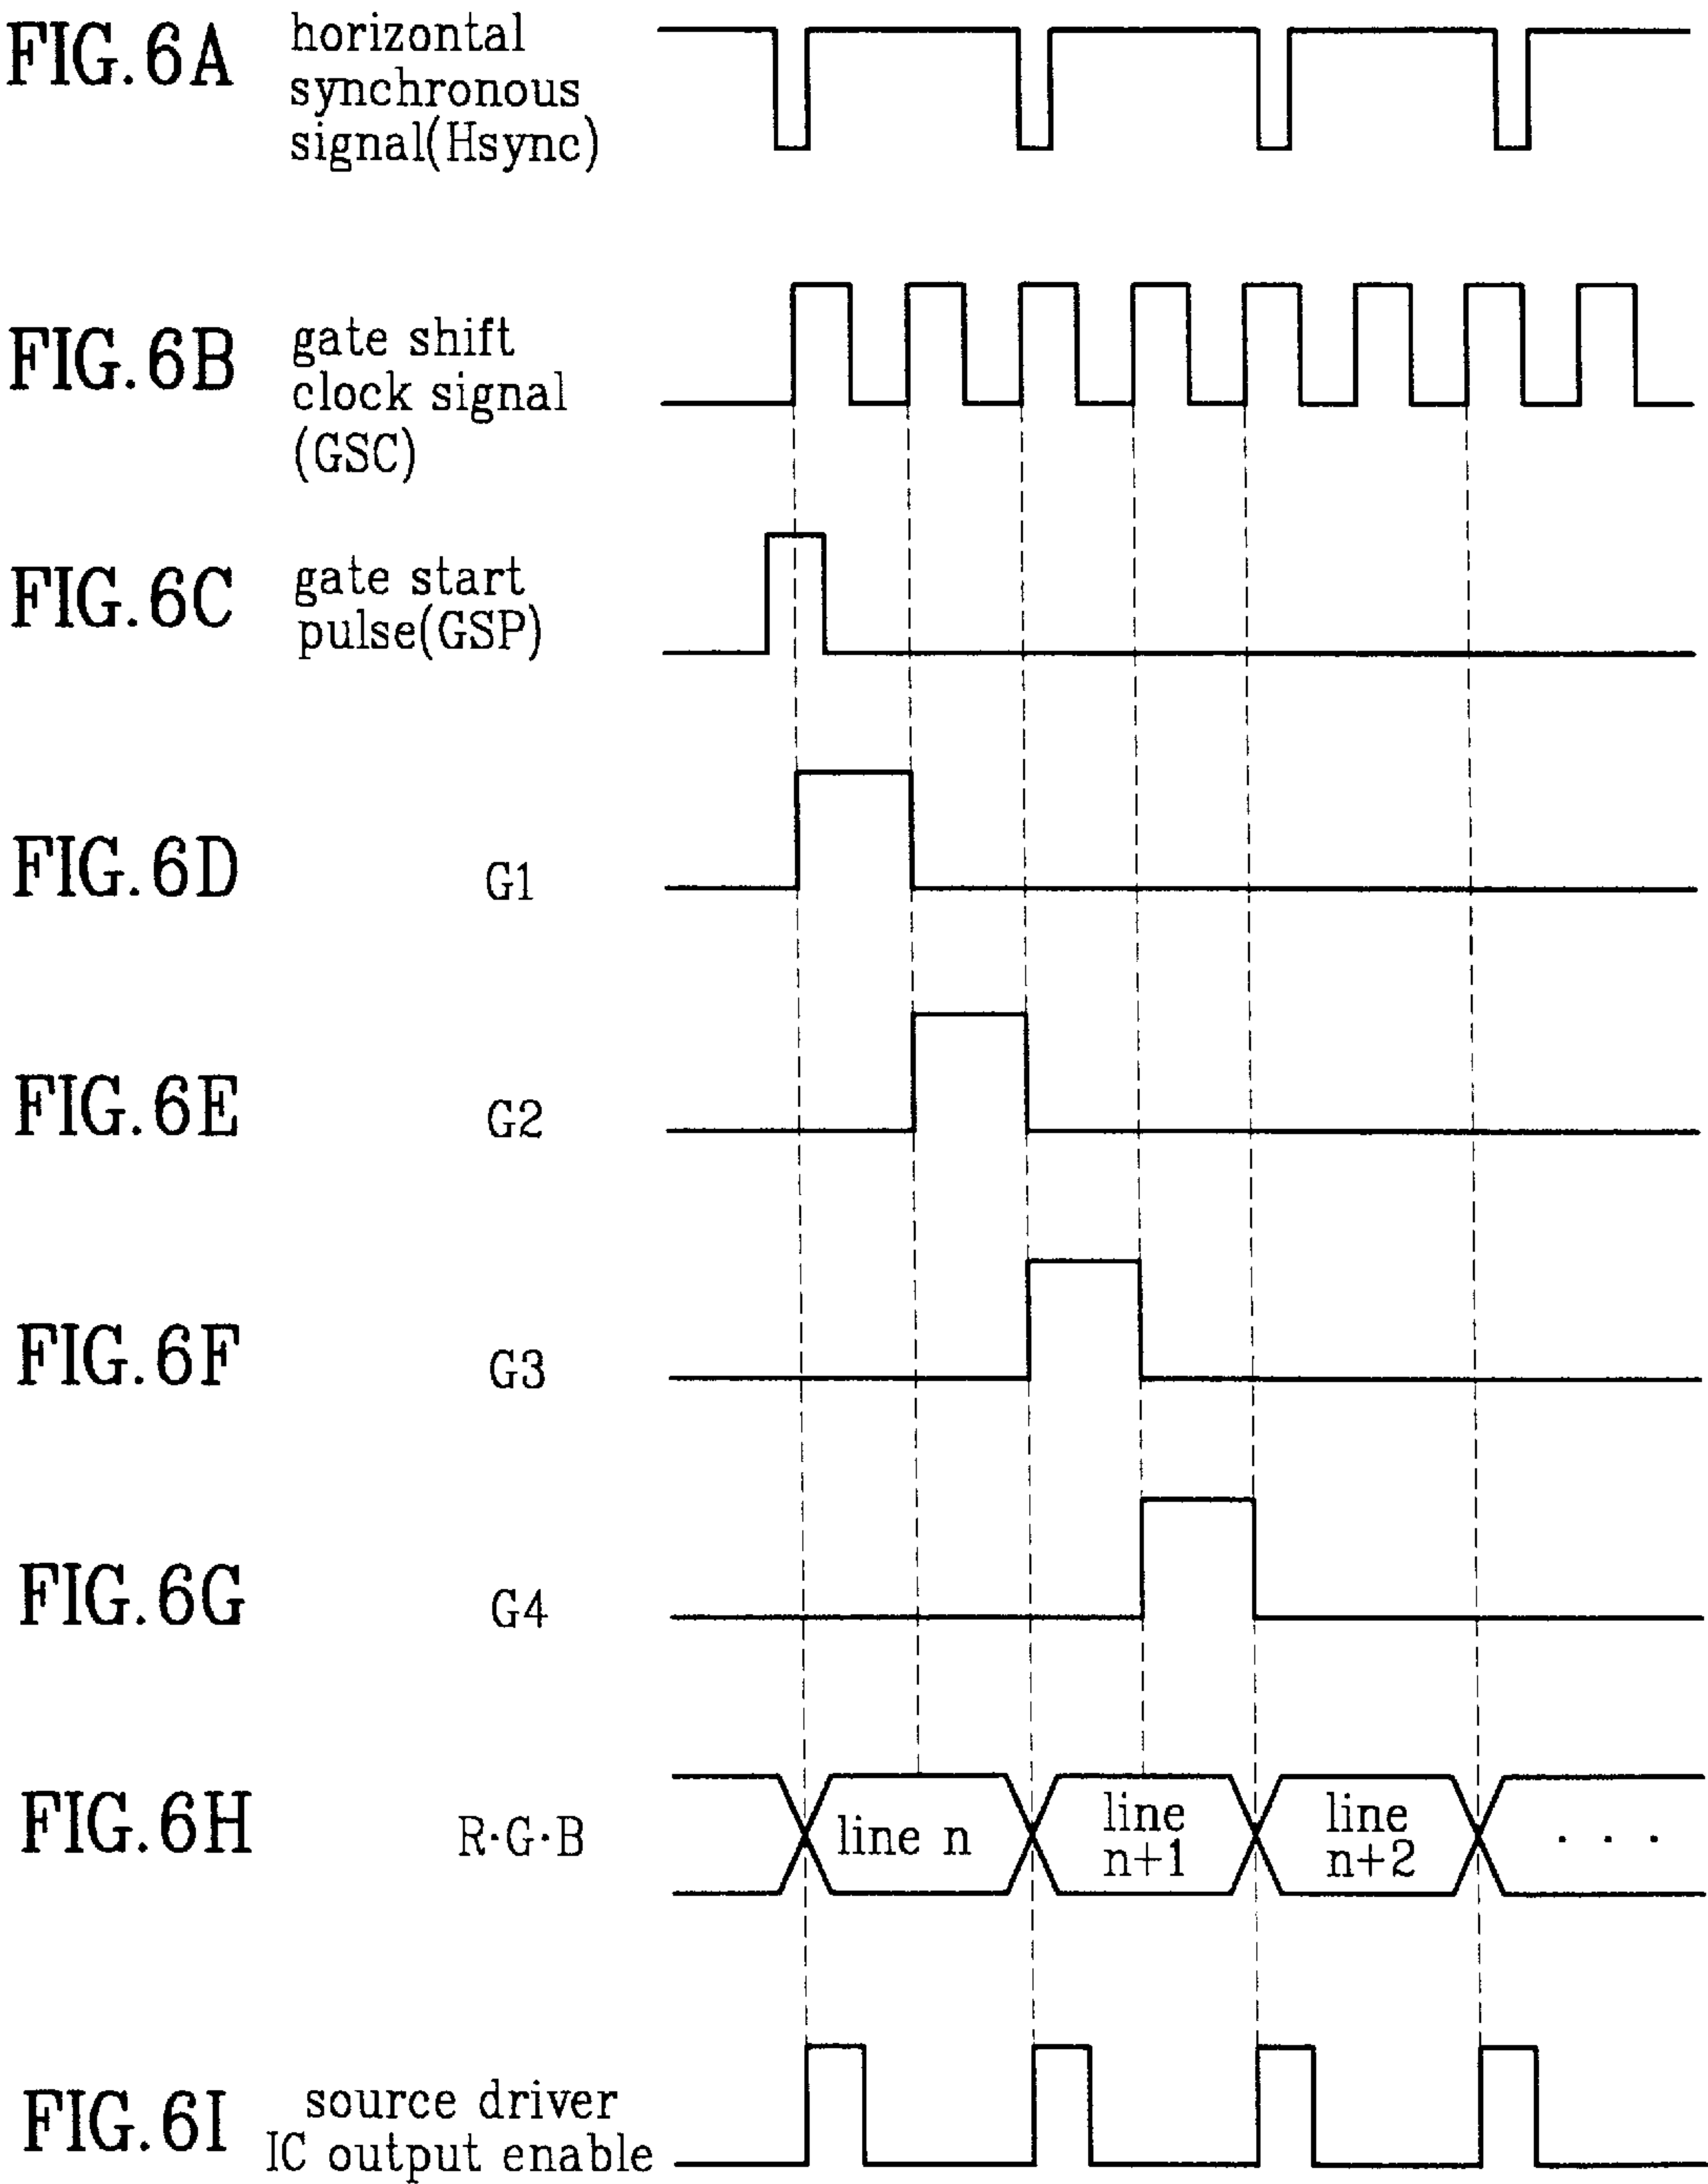 FIG.6A
horizontal
synchronous
signal(Hsync)
FIG.6B
gate shift
clock signal
(GSC)
FIG.6C
gate start
pulse(GSP)
FIG.6D
G1
FIG.6E
G2
FIG.6F
G3
FIG.6G
G4
FIG.6H
R·G·B
line n
line
n+1
line
n+2
· · ·
FIG.6I
source driver
IC output enable